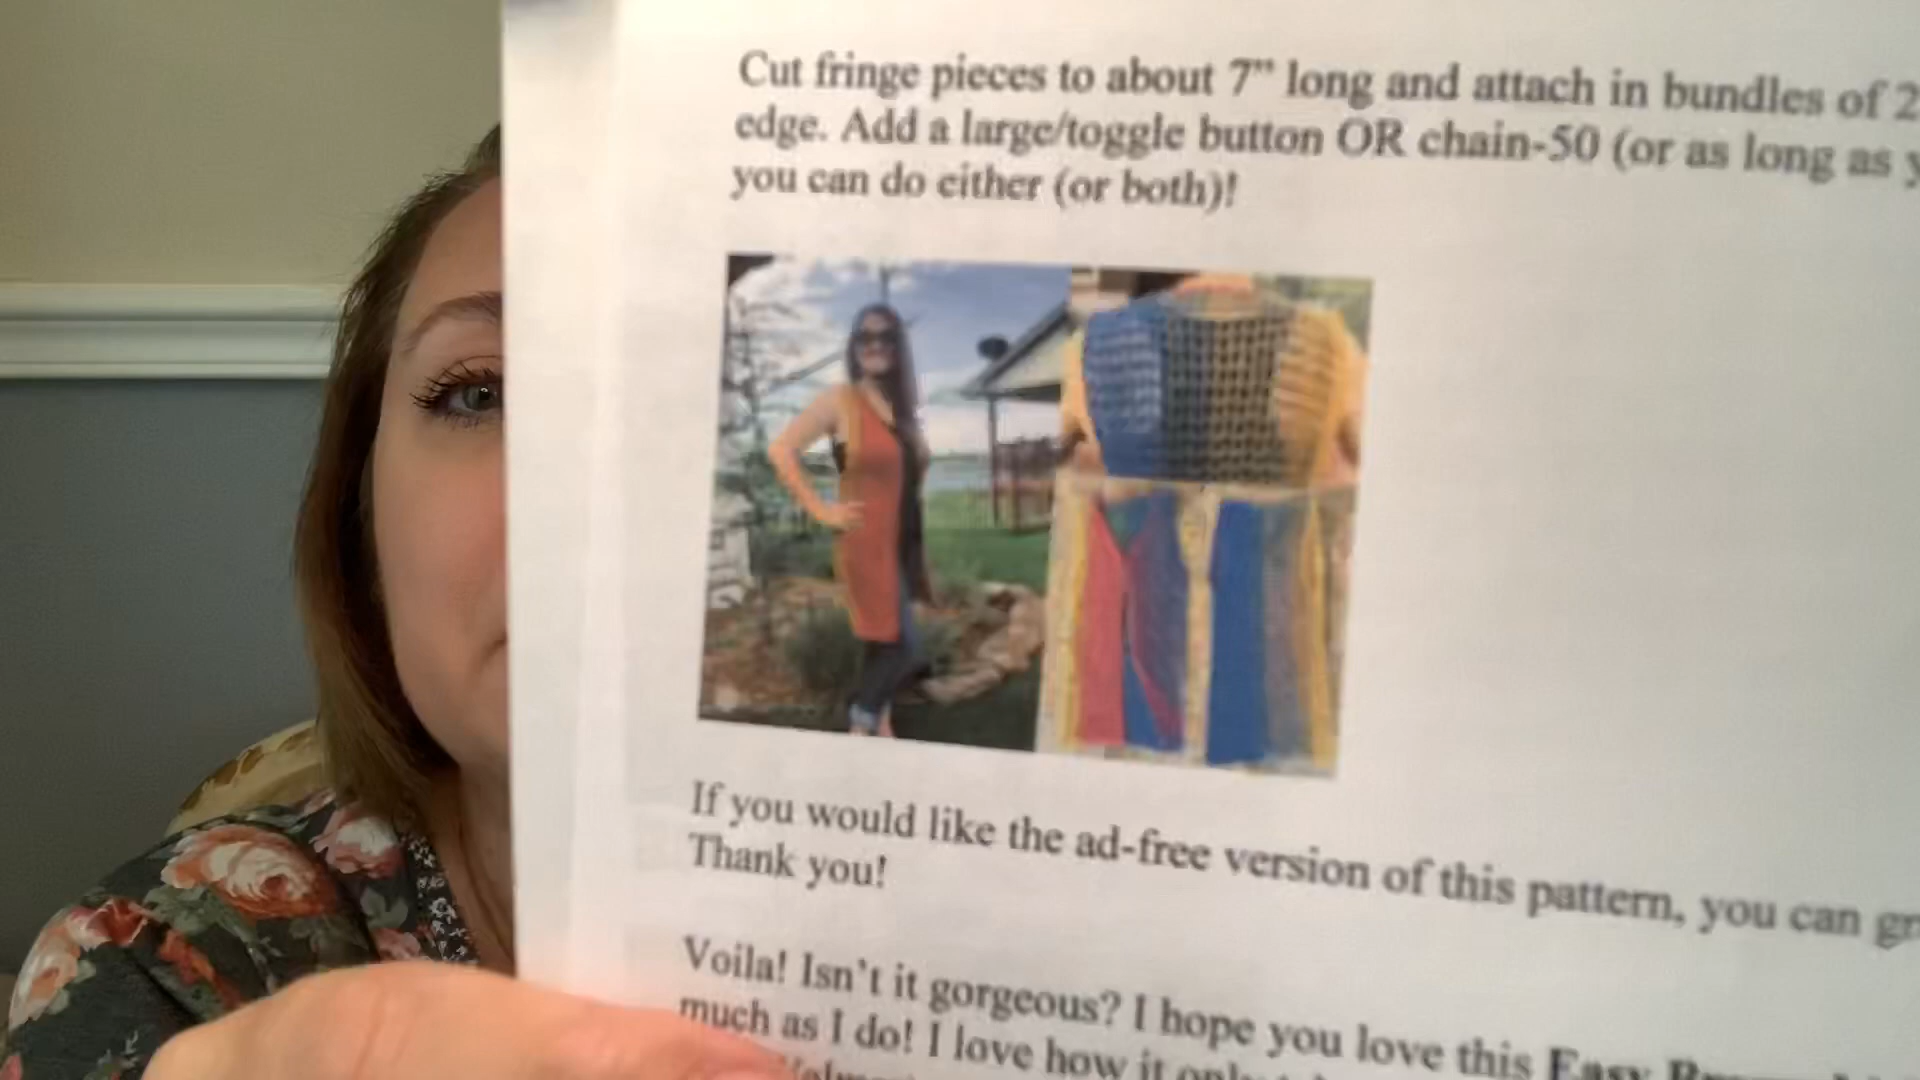 Cut fringe pieces to about 7" long and attach in bundles of 2
edge. Add a large/toggle button OR chain-50 (or as long as y
you can do either (or both)!
If you would like the ad-free version of this pattern, you can gr
Thank you!
Voila! Isn't it gorgeous? I hope you love this Easy
much as I do! I love how it only